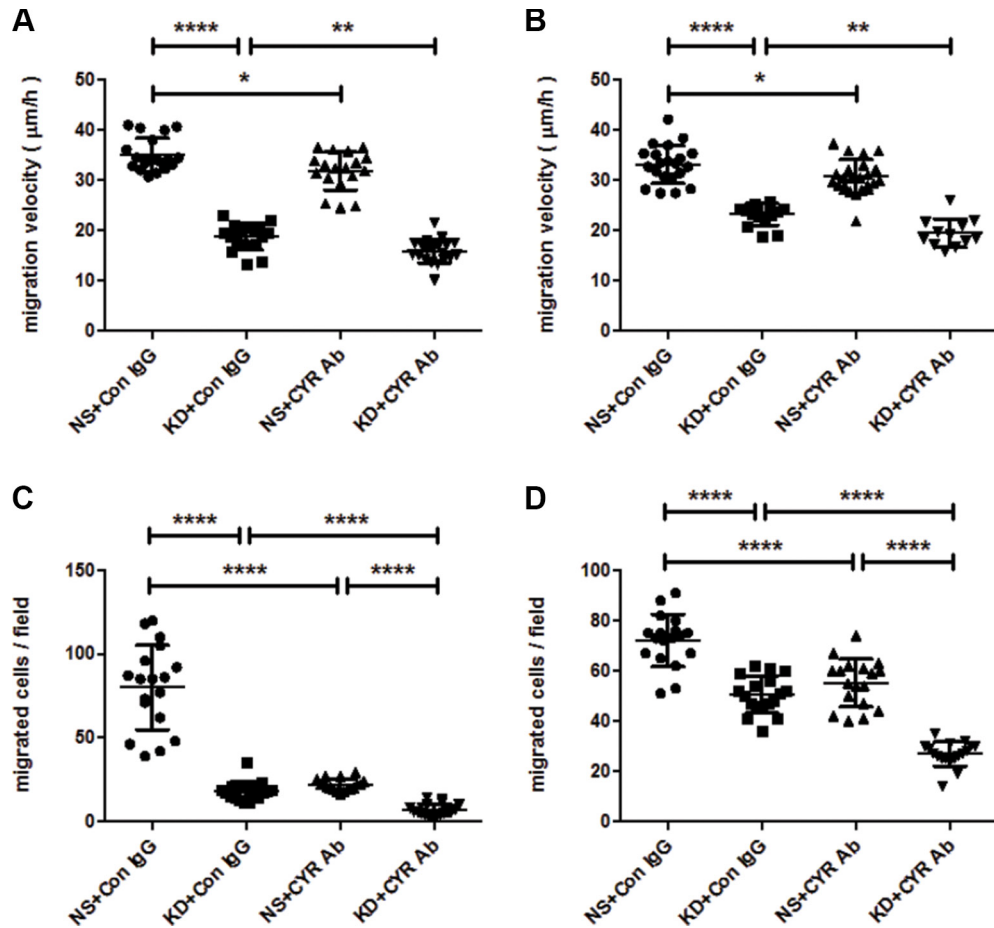 A
**** **
*
migration velocity ( µm/h )
50
40
30
20
10
0
NS+Con IgG
KD+Con IgG
NS+CYR Ab
KD+CYR Ab
B
**** **
*
migration velocity ( µm/h )
50
40
30
20
10
0
NS+Con IgG
KD+Con IgG
NS+CYR Ab
KD+CYR Ab
C
**** ****
**** ****
migrated cells / field
150
100
50
0
NS+Con IgG
KD+Con IgG
NS+CYR Ab
KD+CYR Ab
D
**** ****
**** ****
migrated cells / field
100
80
60
40
20
0
NS+Con IgG
KD+Con IgG
NS+CYR Ab
KD+CYR Ab